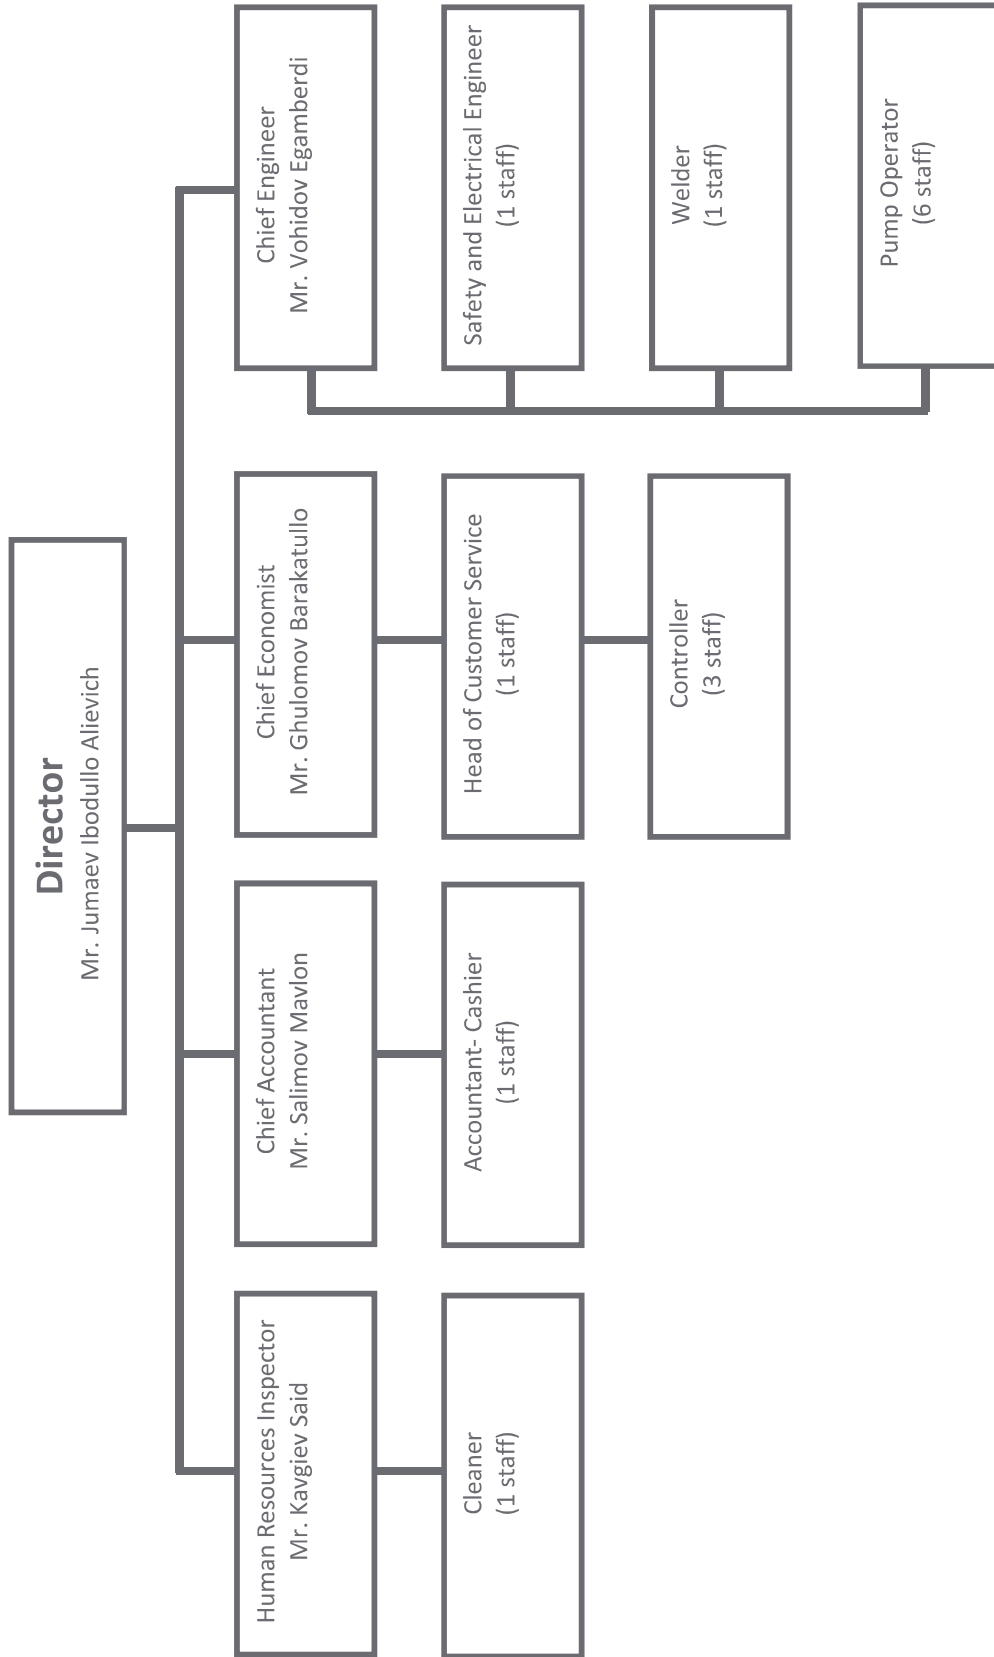 Director
Mr. Jumaev Ibodullo Alievich
Human Resources Inspector
Mr. Kavgiev Said
Chief Accountant
Mr. Salimov Mavlon
Chief Economist
Mr. Ghulomov Barakatullo
Chief Engineer
Mr. Vohidov Egamberdi
Cleaner
(1 staff)
Accountant- Cashier
(1 staff)
Head of Customer Service
(1 staff)
Safety and Electrical Engineer
(1 staff)
Controller
(3 staff)
Welder
(1 staff)
Pump Operator
(6 staff)